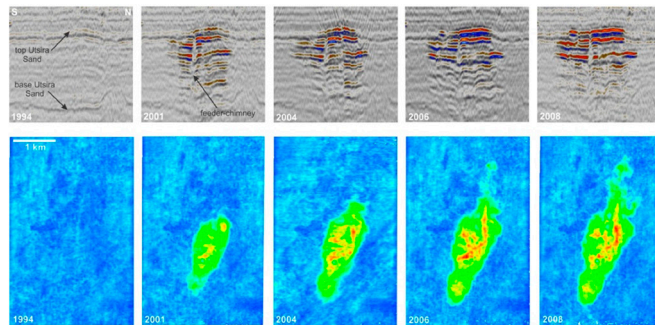 S N
top Utsira
Sand
base Utsira
Sand
feeder chimney
1994
2001
2004
2006
2008
1 km
1994
2001
2004
2006
2008